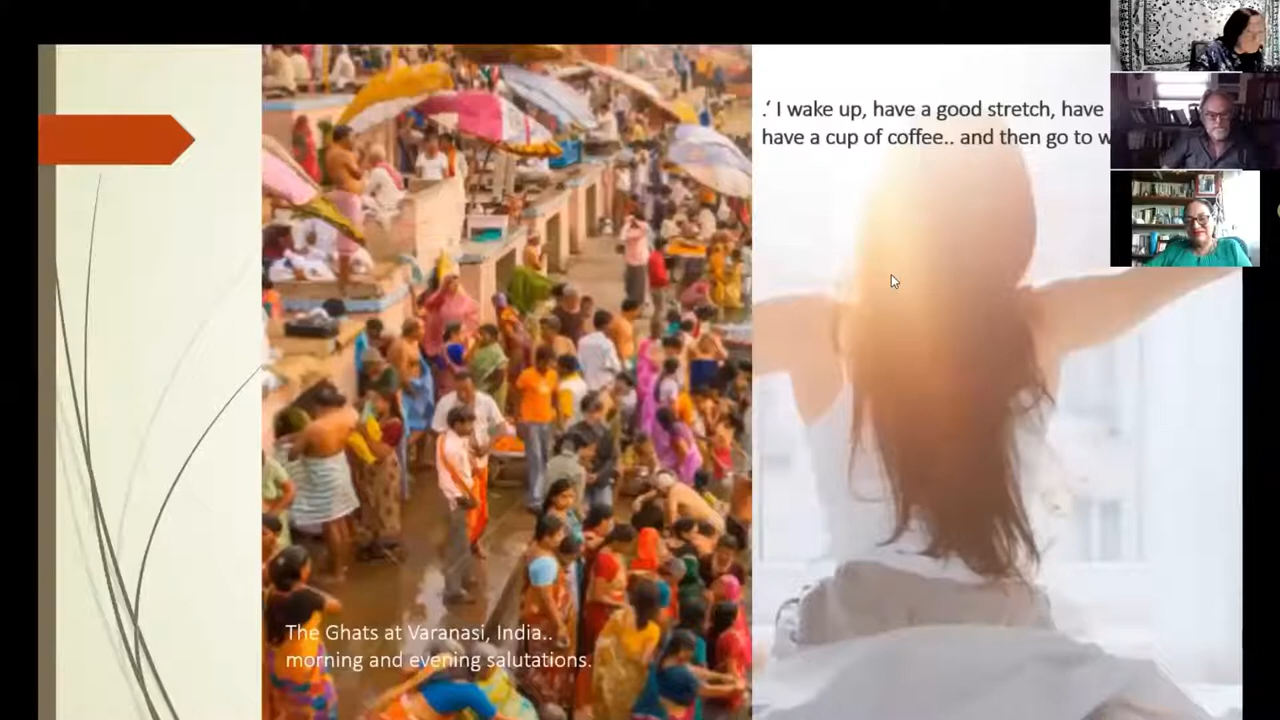 The Ghats at Varanasi, India..
morning and evening salutations.
.‘ I wake up, have a good stretch, have
have a cup of coffee.. and then go to w